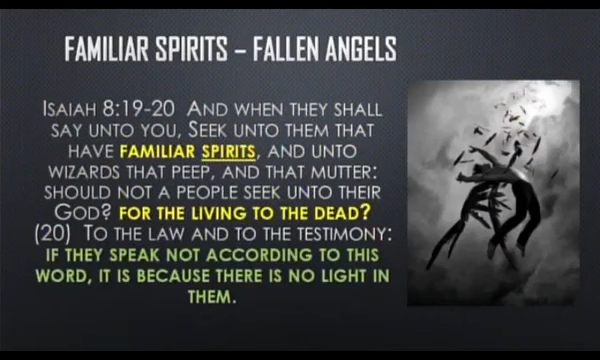 FAMILIAR SPIRITS – FALLEN ANGELS
ISAIAH 8:19-20 AND WHEN THEY SHALL
SAY UNTO YOU, SEEK UNTO THEM THAT
HAVE FAMILIAR SPIRITS, AND UNTO
WIZARDS THAT PEEP, AND THAT MUTTER:
SHOULD NOT A PEOPLE SEEK UNTO THEIR
GOD? FOR THE LIVING TO THE DEAD?
(20) TO THE LAW AND TO THE TESTIMONY:
IF THEY SPEAK NOT ACCORDING TO THIS
WORD, IT IS BECAUSE THERE IS NO LIGHT IN
THEM.